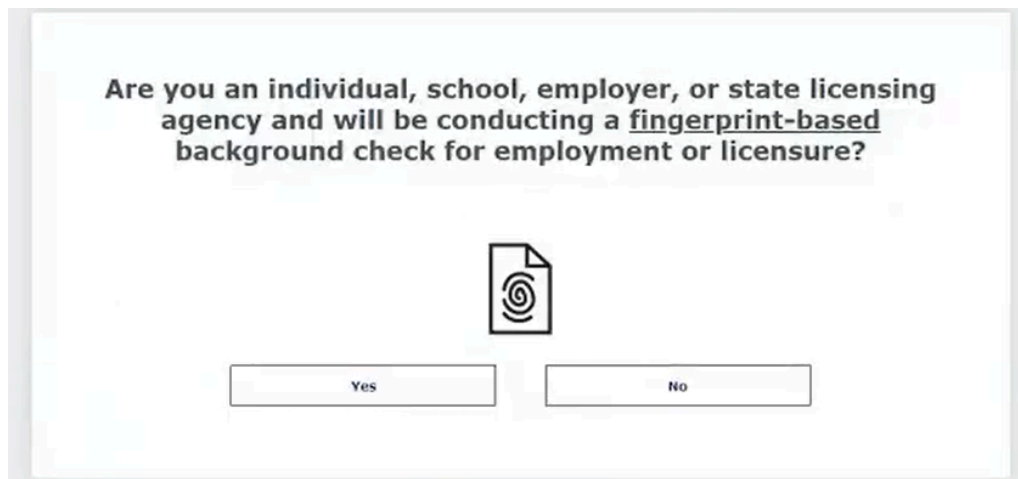 Are you an individual, school, employer, or state licensing
agency and will be conducting a fingerprint-based
background check for employment or licensure?
Yes
No